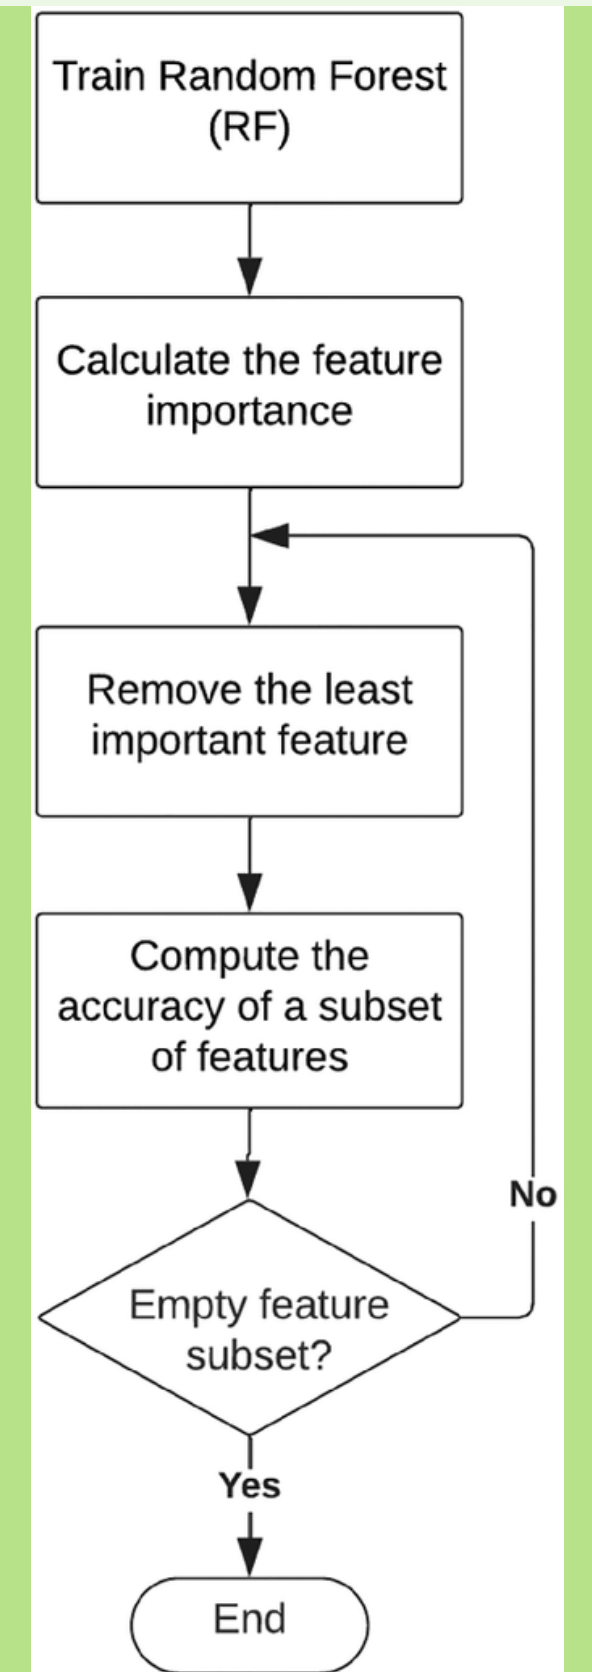 Train Random Forest
(RF)
Calculate the feature
importance
Remove the least
important feature
Compute the
accuracy of a subset
of features
No
Empty feature
subset?
Yes
End